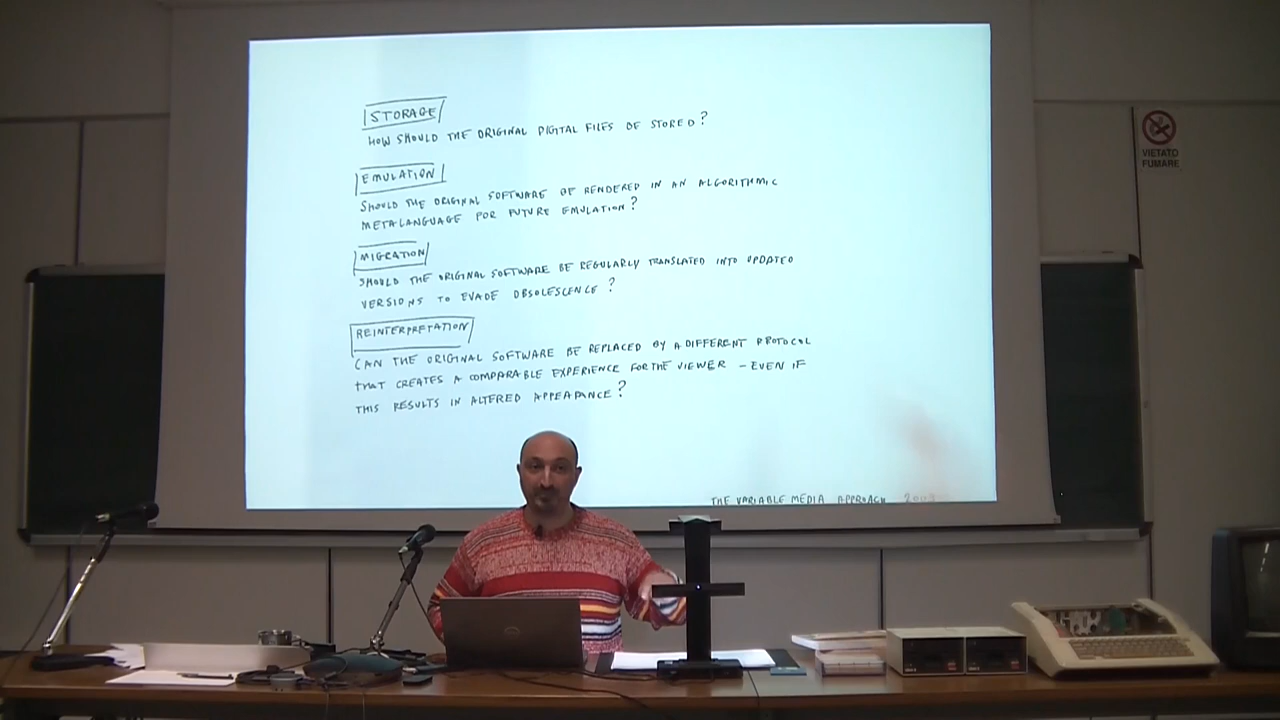 STORAGE
HOW SHOULD THE ORIGINAL DIGITAL FILES BE STORED?
EMULATION
SHOULD THE ORIGINAL SOFTWARE BE RENDERED IN AN ALGORITHMIC
METALANGUAGE FOR FUTURE EMULATION?
MIGRATION
SHOULD THE ORIGINAL SOFTWARE BE REGULARLY TRANSLATED INTO UPDATED
VERSIONS TO EVADE OBSOLESCENCE?
REINTERPRETATION
CAN THE ORIGINAL SOFTWARE BE REPLACED BY A DIFFERENT PROTOCOL
THAT CREATES A COMPARABLE EXPERIENCE FOR THE VIEWER - EVEN IF
THIS RESULTS IN ALTERED APPEARANCE?
THE VARIABLE MEDIA APPROACH 2003
VIETATO
FUMARE